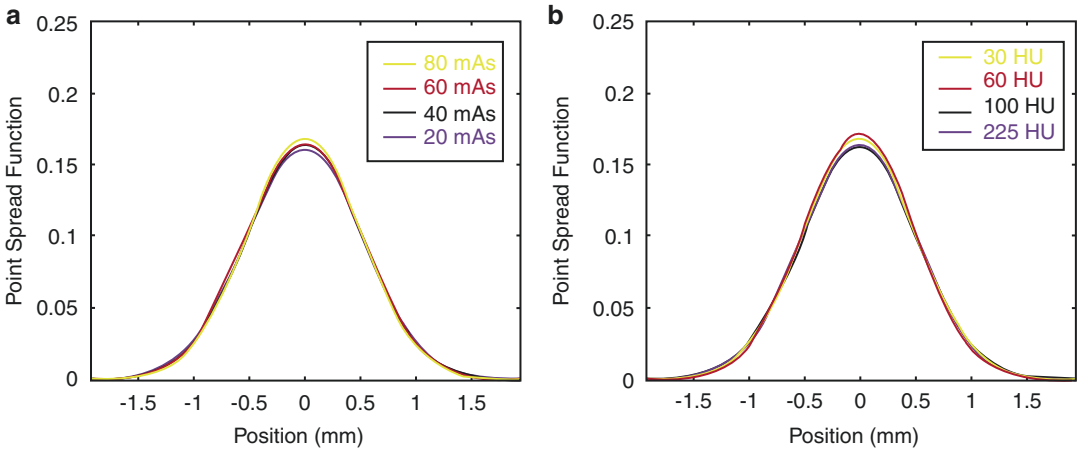 a
0.25
0.2
0.15
0.1
0.05
0
-1.5 -1 -0.5 0 0.5 1 1.5
Position (mm)
Point Spread Function
80 mAs
60 mAs
40 mAs
20 mAs
b
0.25
0.2
0.15
0.1
0.05
0
-1.5 -1 -0.5 0 0.5 1 1.5
Position (mm)
Point Spread Function
30 HU
60 HU
100 HU
225 HU